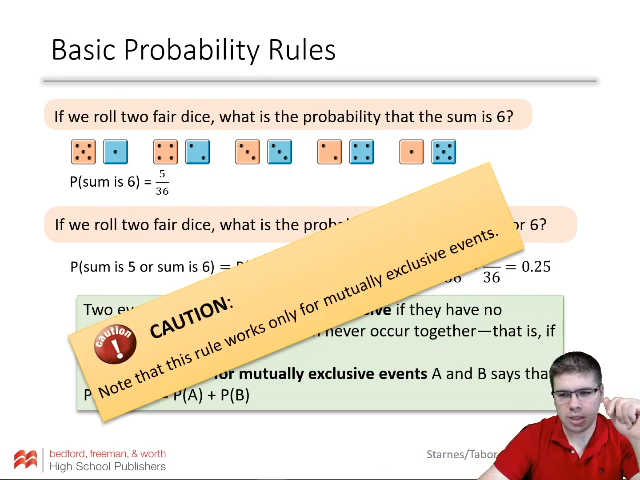 Basic Probability Rules
If we roll two fair dice, what is the probability that the sum is 6?
P(sum is 6) = 5/36
If we roll two fair dice, what is the or 6?
P(sum is 5 or sum is 6) = 36 = 0.25
caution
CAUTION:
Note that this rule works only for mutually exclusive events.
Two if they have no
never occur together—that is, if
for mutually exclusive events A and B says
= P(A) + P(B)
bedford, freeman, & worth
High School Publishers
Starnes/Tabor